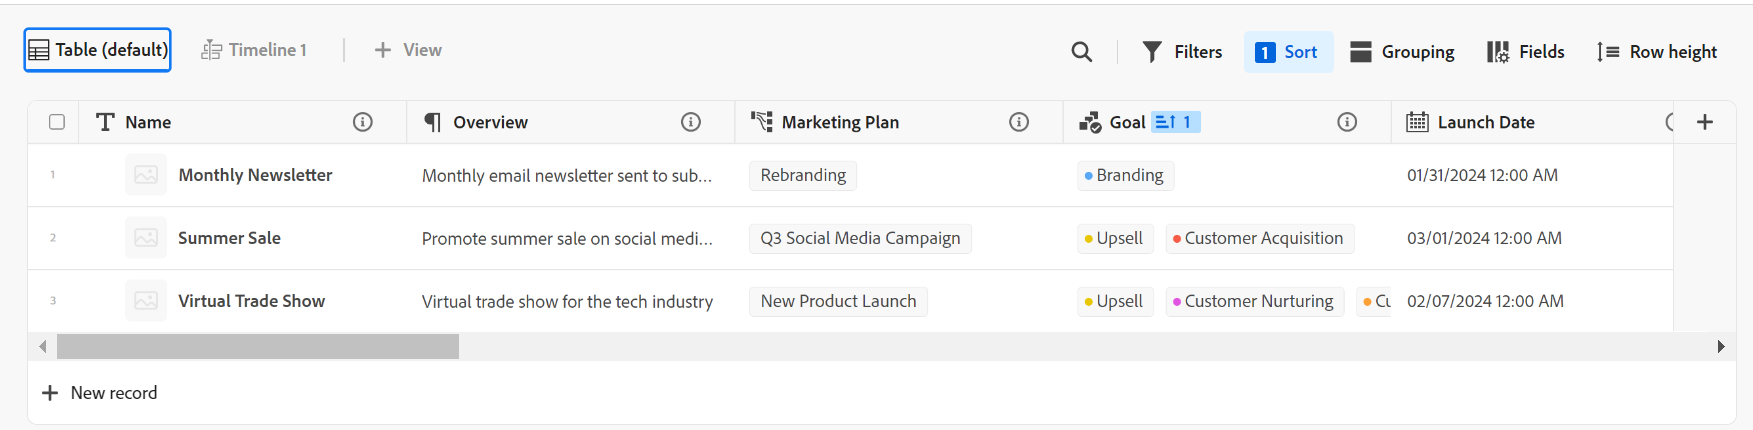 Table (default) Timeline 1 View Filters 1 Sort Grouping Fields Row height
Name Overview Marketing Plan Goal 1 Launch Date
1 Monthly Newsletter Monthly email newsletter sent to sub... Rebranding Branding 01/31/2024 12:00 AM
2 Summer Sale Promote summer sale on social medi... Q3 Social Media Campaign Upsell Customer Acquisition 03/01/2024 12:00 AM
3 Virtual Trade Show Virtual trade show for the tech industry New Product Launch Upsell Customer Nurturing 02/07/2024 12:00 AM
New record